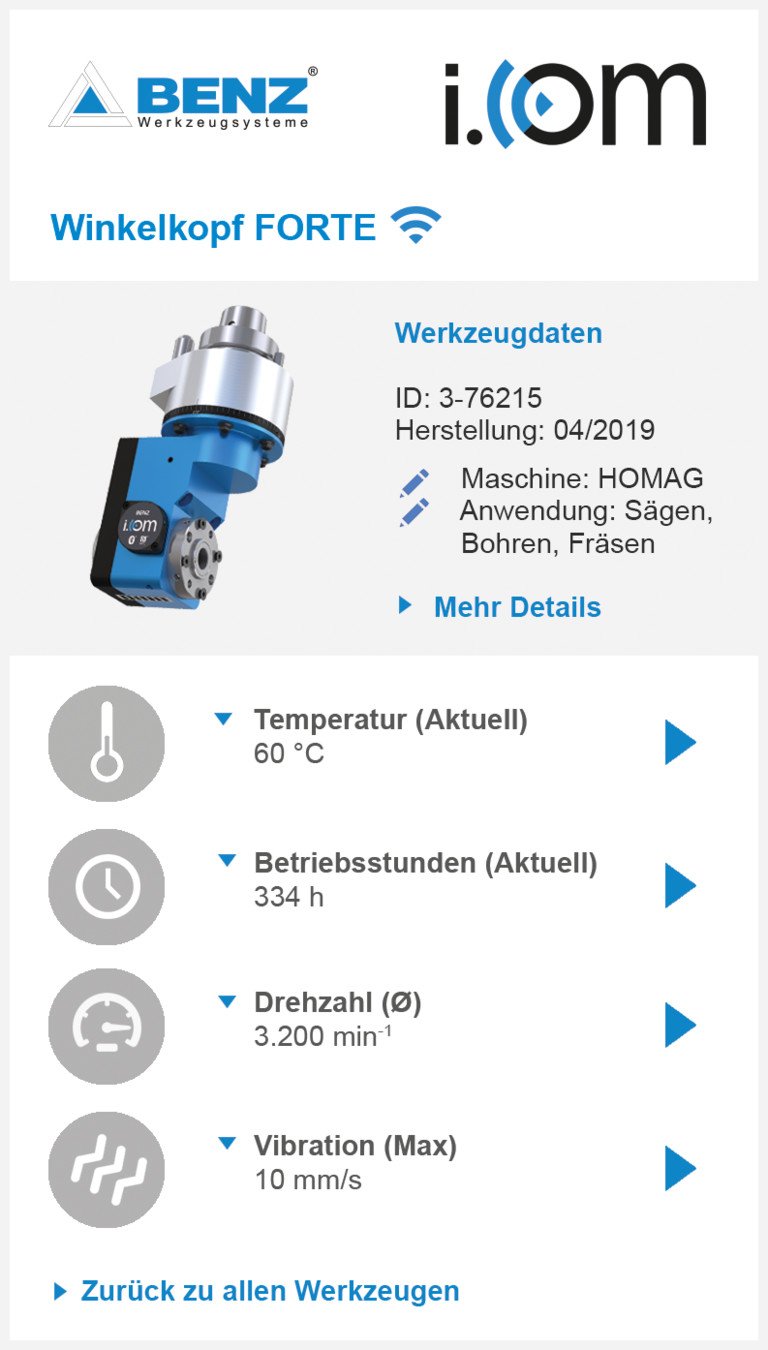 BENZ®
Werkzeugsysteme
i.com
Winkelkopf FORTE
Werkzeugdaten
ID: 3-76215
Herstellung: 04/2019
Maschine: HOMAG
Anwendung: Sägen,
Bohren, Fräsen
Mehr Details
BENZ
i.com
Temperatur (Aktuell)
60 °C
Betriebsstunden (Aktuell)
334 h
Drehzahl (Ø)
3.200 min⁻¹
Vibration (Max)
10 mm/s
Zurück zu allen Werkzeugen